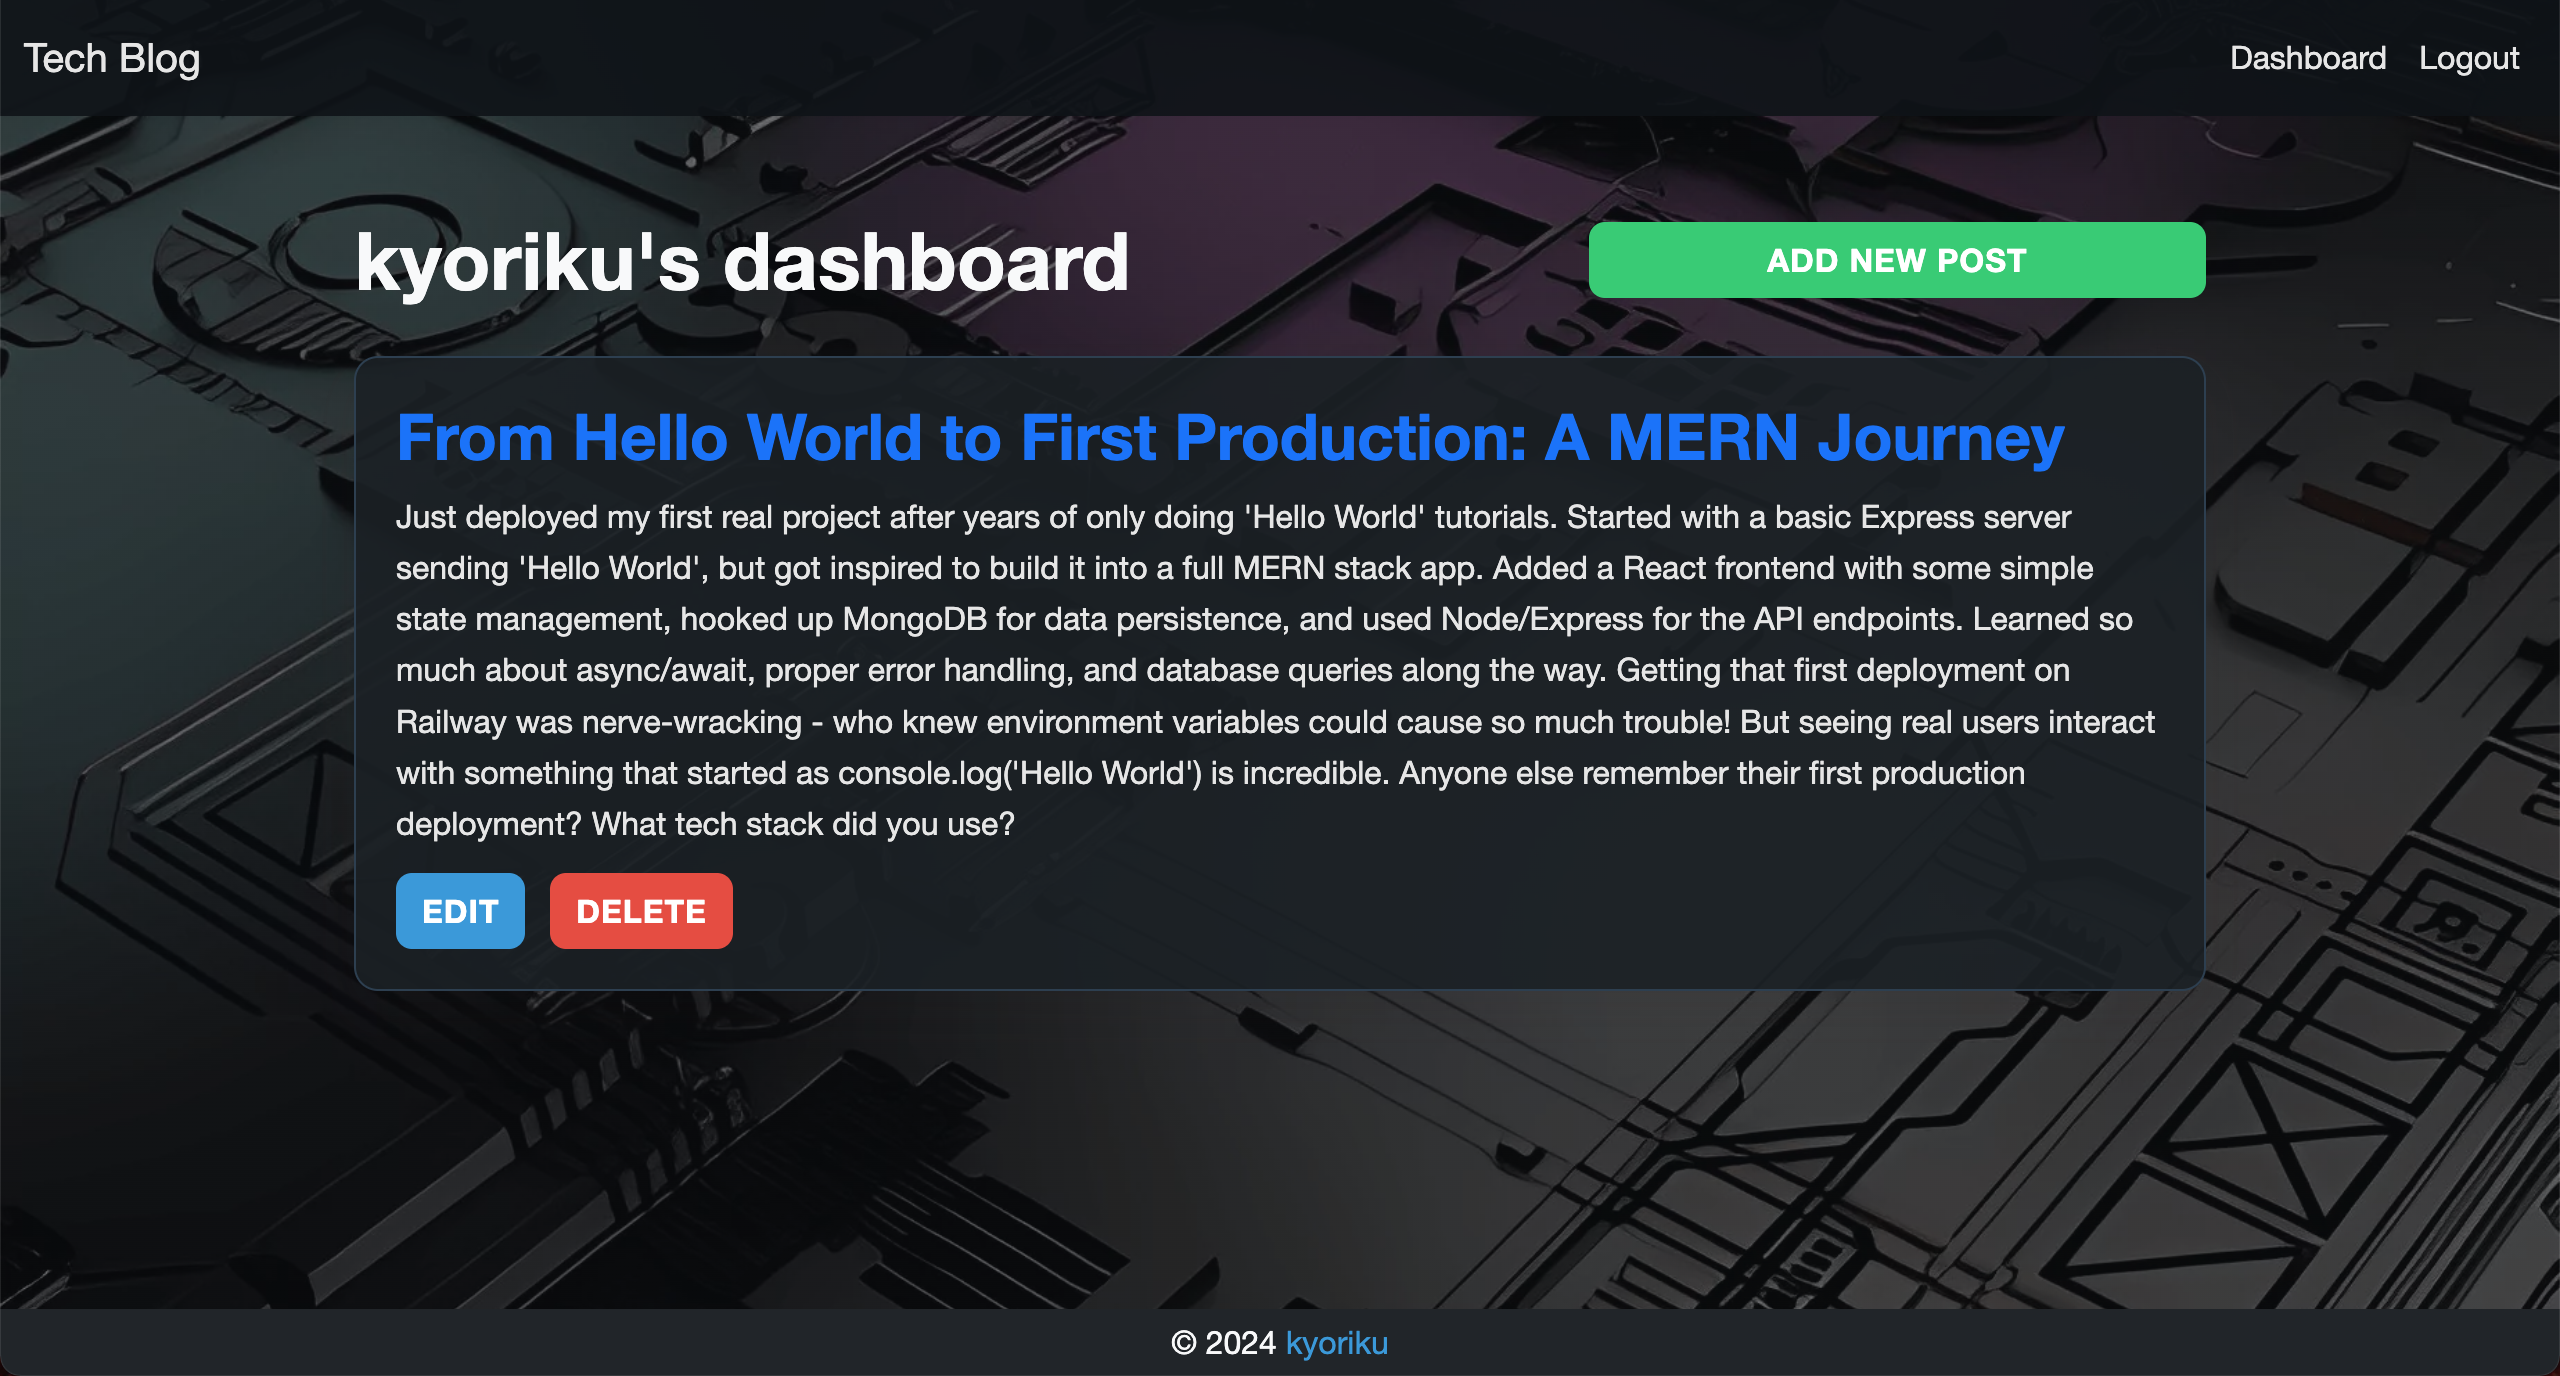 Tech Blog
Dashboard Logout
kyoriku's dashboard
ADD NEW POST
From Hello World to First Production: A MERN Journey
Just deployed my first real project after years of only doing 'Hello World' tutorials. Started with a basic Express server
sending 'Hello World', but got inspired to build it into a full MERN stack app. Added a React frontend with some simple
state management, hooked up MongoDB for data persistence, and used Node/Express for the API endpoints. Learned so
much about async/await, proper error handling, and database queries along the way. Getting that first deployment on
Railway was nerve-wracking - who knew environment variables could cause so much trouble! But seeing real users interact
with something that started as console.log('Hello World') is incredible. Anyone else remember their first production
deployment? What tech stack did you use?
EDIT DELETE
© 2024 kyoriku